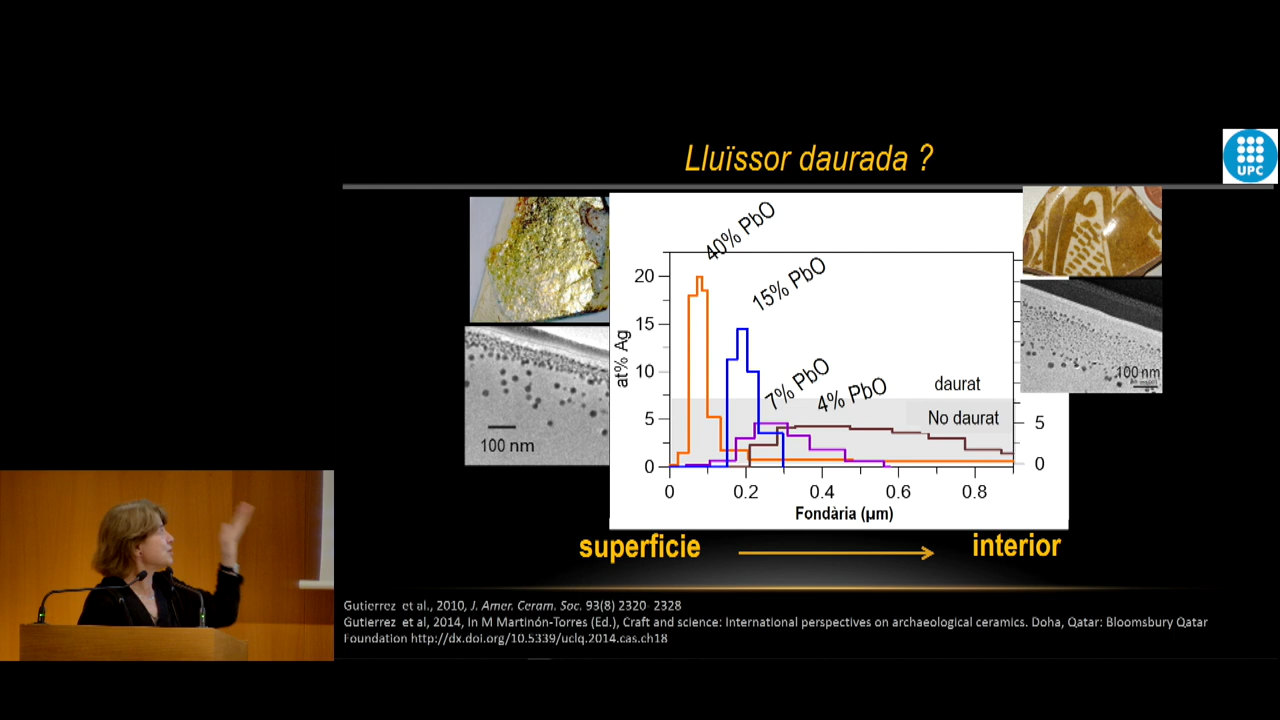 Lluïssor daurada ?
UPC
40% PbO
15% PbO
7% PbO
4% PbO
daurat
No daurat
at% Ag
20
15
10
5
0
5
0
0
0.2
0.4
0.6
0.8
Fondària (µm)
100 nm
100 nm
superficie
interior
Gutierrez et al., 2010, J. Amer. Ceram. Soc. 93(8) 2320- 2328
Gutierrez et al, 2014, In M Martinón-Torres (Ed.), Craft and science: International perspectives on archaeological ceramics. Doha, Qatar: Bloomsbury Qatar
Foundation http://dx.doi.org/10.5339/uclq.2014.cas.ch18